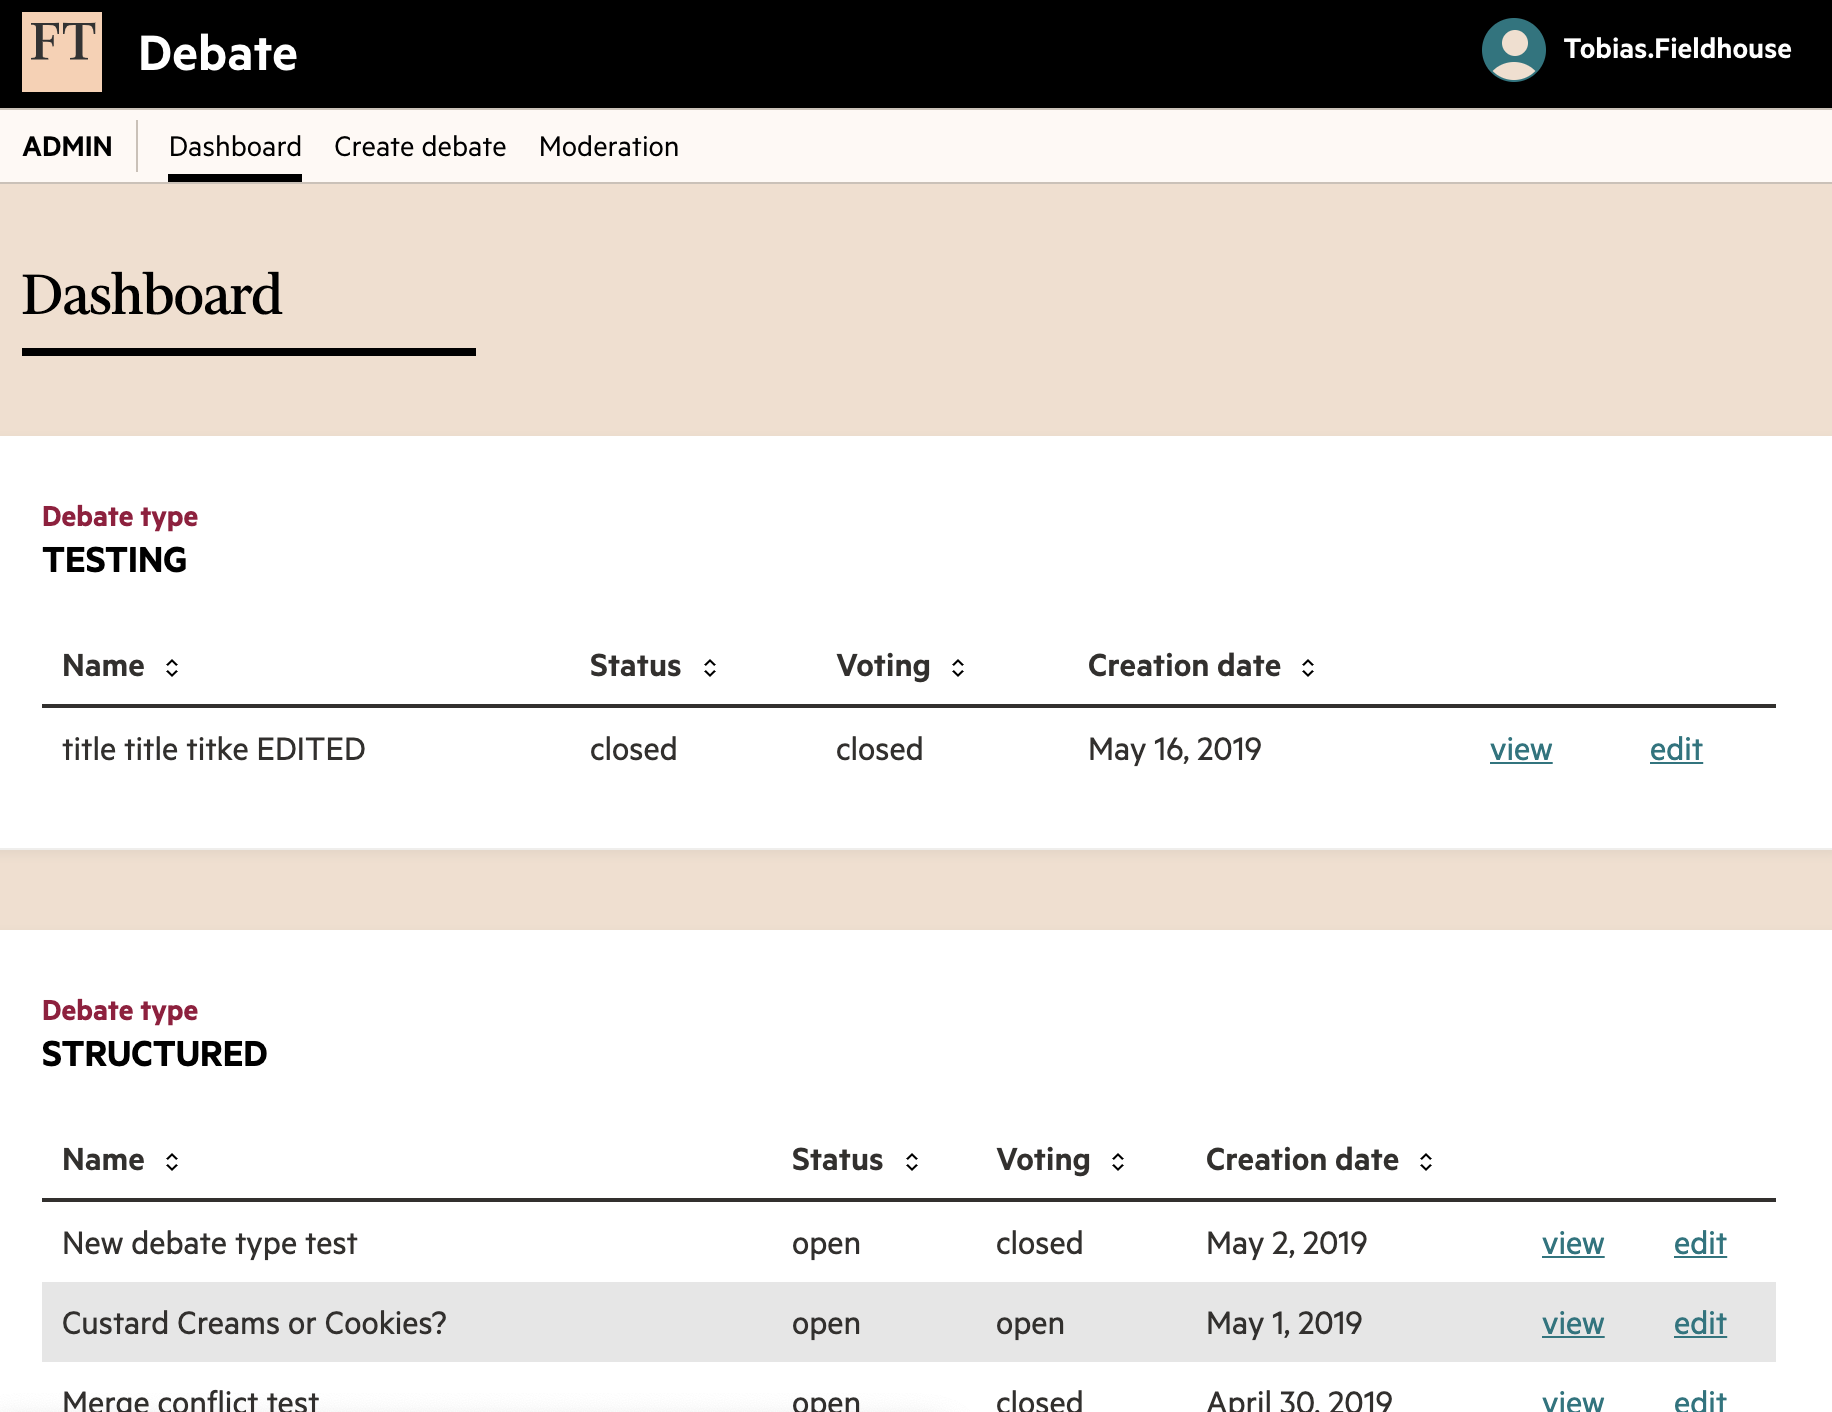 FT Debate Tobias.Fieldhouse
ADMIN Dashboard Create debate Moderation
Dashboard
Debate type
TESTING
Name Status Voting Creation date
title title titke EDITED closed closed May 16, 2019 view edit
Debate type
STRUCTURED
Name Status Voting Creation date
New debate type test open closed May 2, 2019 view edit
Custard Creams or Cookies? open open May 1, 2019 view edit
Merge conflict test open closed April 30, 2019 view edit